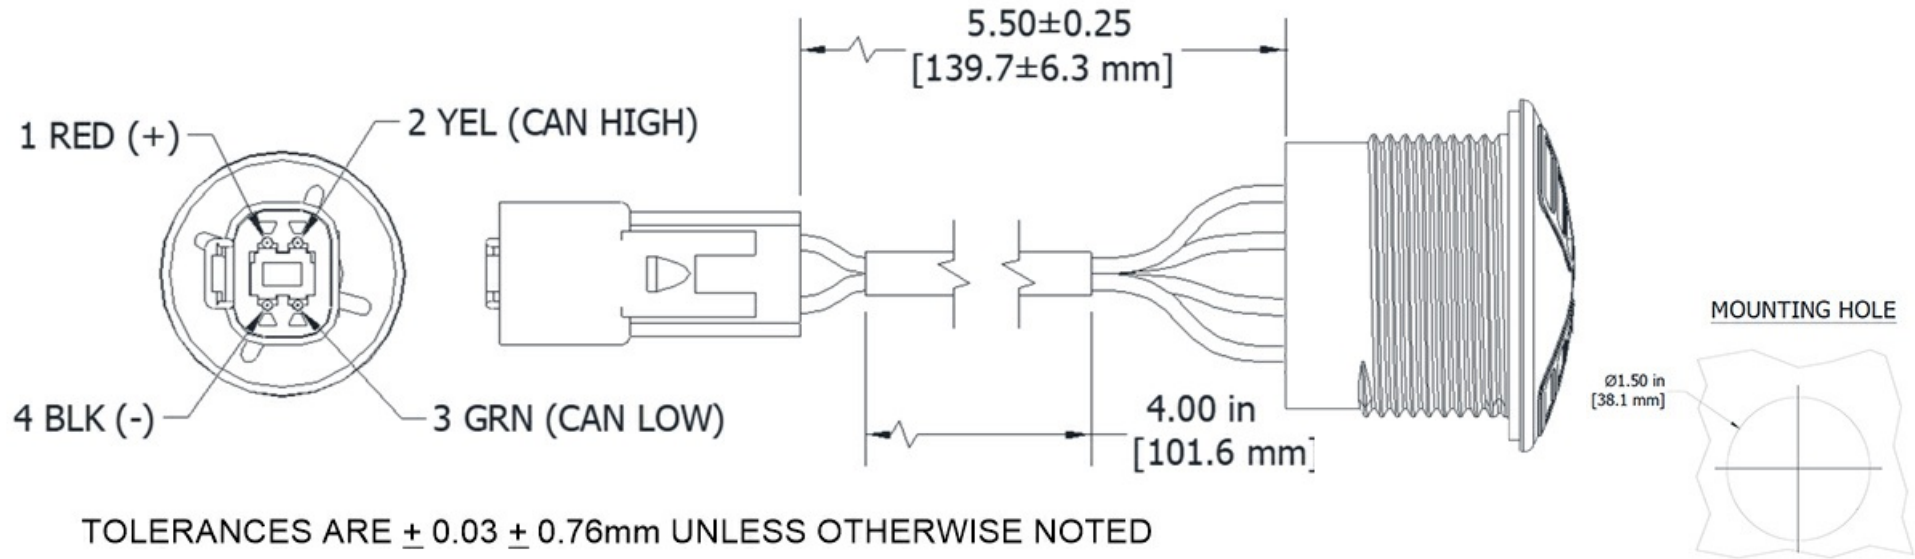 5.50±0.25
[139.7±6.3 mm]
1 RED (+)
2 YEL (CAN HIGH)
4 BLK (-)
3 GRN (CAN LOW)
4.00 in
[101.6 mm]
MOUNTING HOLE
Ø1.50 in
[38.1 mm]
TOLERANCES ARE ± 0.03 ± 0.76mm UNLESS OTHERWISE NOTED